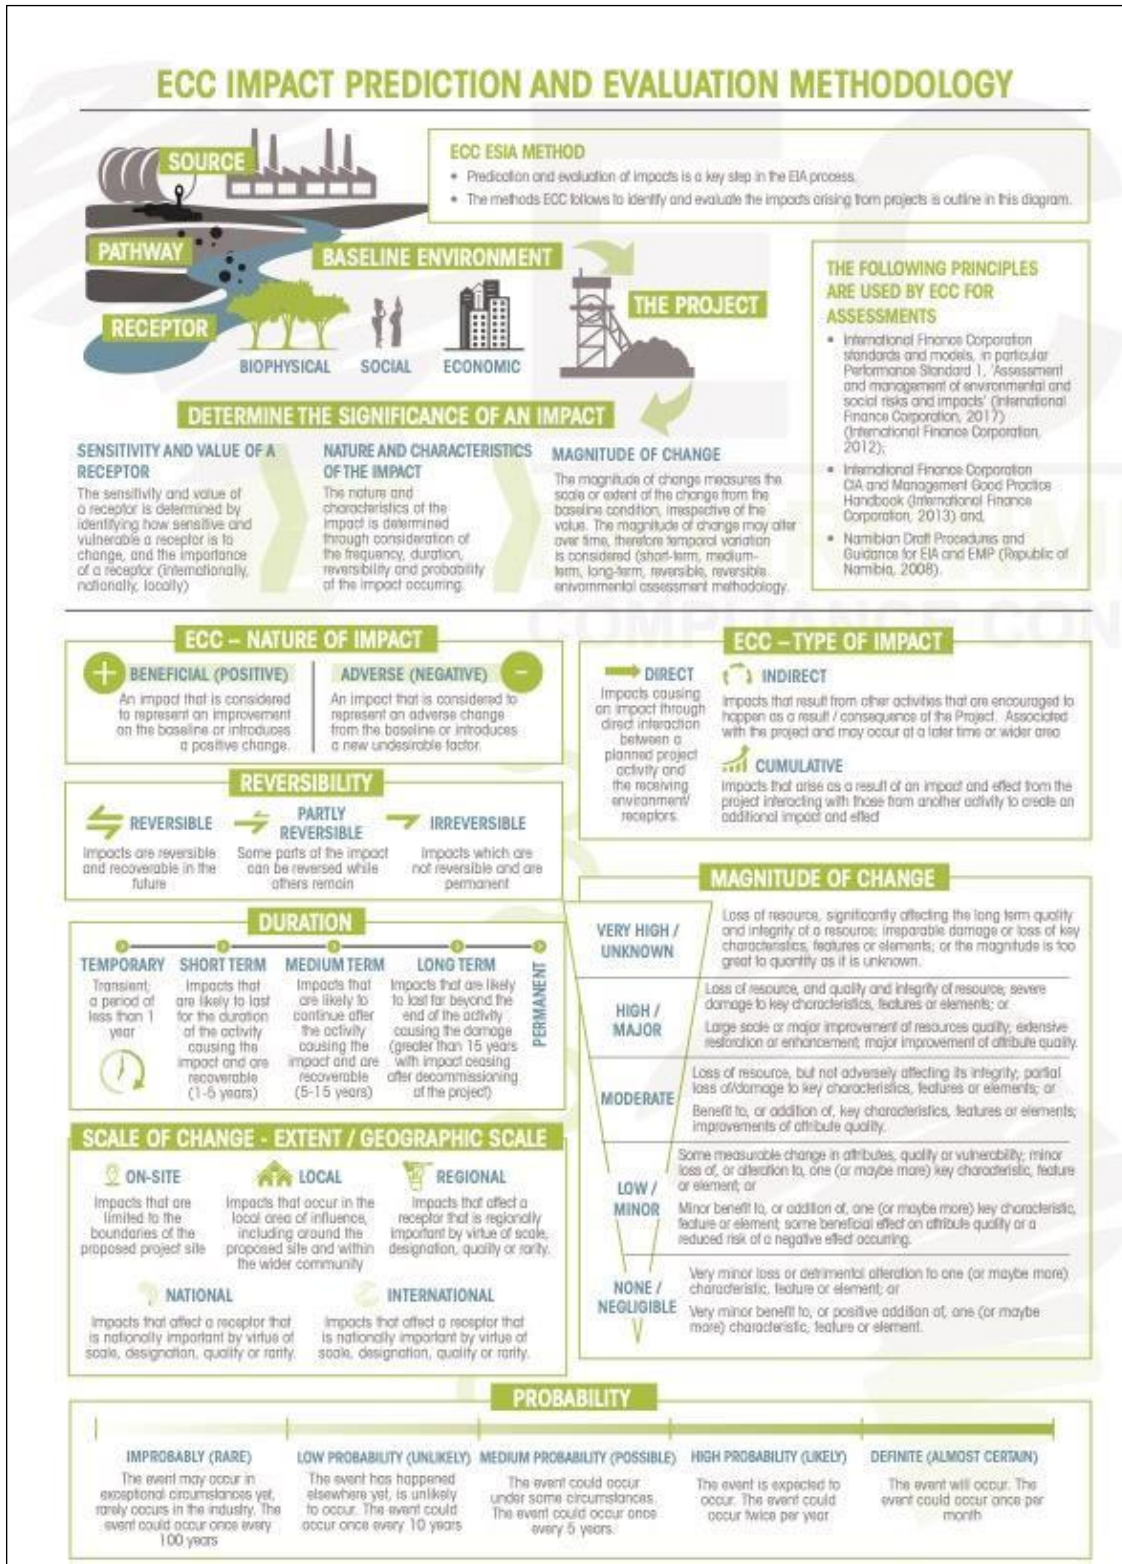 ECC IMPACT PREDICTION AND EVALUATION METHODOLOGY
SOURCE
PATHWAY
RECEPTOR
ECC ESIA METHOD
• Predication and evaluation of impacts is a key step in the EIA process.
• The methods ECC follows to identify and evaluate the impacts arising from projects is outline in this diagram.
BASELINE ENVIRONMENT
THE PROJECT
BIOPHYSICAL
SOCIAL
ECONOMIC
THE FOLLOWING PRINCIPLES
ARE USED BY ECC FOR
ASSESSMENTS
• International Finance Corporation
standards and models, in particular
Performance Standard 1, 'Assessment
and management of environmental and
social risks and impacts' (International
Finance Corporation, 2017)
(International Finance Corporation,
2012);
• International Finance Corporation
CIA and Management Good Practice
Handbook (International Finance
Corporation, 2013) and,
• Namibian Draft Procedures and
Guidance for EIA and EMP (Republic of
Namibia, 2008).
DETERMINE THE SIGNIFICANCE OF AN IMPACT
SENSITIVITY AND VALUE OF A
RECEPTOR
The sensitivity and value of
a receptor is determined by
identifying how sensitive and
vulnerable a receptor is to
change, and the importance
of a receptor (internationally,
nationally, locally)
NATURE AND CHARACTERISTICS
OF THE IMPACT
The nature and
characteristics of the
impact is determined
through consideration of
the frequency, duration,
reversibility and probability
of the impact occurring.
MAGNITUDE OF CHANGE
The magnitude of change measures the
scale or extent of the change from the
baseline condition, irrespective of the
value. The magnitude of change may alter
over time, therefore temporal variation
is considered (short-term, medium-
term, long-term, reversible, reversible
environmental assessment methodology.
COMPLIANCE CON
ECC – NATURE OF IMPACT
BENEFICIAL (POSITIVE)
An impact that is considered
to represent an improvement
on the baseline or introduces
a positive change.
ADVERSE (NEGATIVE)
An impact that is considered to
represent an adverse change
from the baseline or introduces
a new undesirable factor.
ECC – TYPE OF IMPACT
DIRECT
Impacts causing
an impact through
direct interaction
between a
planned project
activity and
the receiving
environment/
receptors.
INDIRECT
Impacts that result from other activities that are encouraged to
happen as a result / consequence of the Project. Associated
with the project and may occur at a later time or wider area
CUMULATIVE
Impacts that arise as a result of an impact and effect from the
project interacting with those from another activity to create an
additional impact and effect
REVERSIBILITY
REVERSIBLE
Impacts are reversible
and recoverable in the
future
PARTLY
REVERSIBLE
Some parts of the impact
can be reversed while
others remain
IRREVERSIBLE
Impacts which are
not reversible and are
permanent
DURATION
TEMPORARY
Transient;
a period of
less than 1
year
SHORT TERM
Impacts that
are likely to last
for the duration
of the activity
causing the
impact and are
recoverable
(1-5 years)
MEDIUM TERM
Impacts that
are likely to
continue after
the activity
causing the
impact and are
recoverable
(5-15 years)
LONG TERM
Impacts that are likely
to last far beyond the
end of the activity
causing the damage
(greater than 15 years
with impact ceasing
after decommissioning
of the project)
PERMANENT
MAGNITUDE OF CHANGE
VERY HIGH /
UNKNOWN
Loss of resource, significantly affecting the long term quality
and integrity of a resource; irreparable damage or loss of key
characteristics, features or elements; or the magnitude is too
great to quantify as it is unknown.
HIGH /
MAJOR
Loss of resource, and quality and integrity of resource; severe
damage to key characteristics, features or elements; or
Large scale or major improvement of resources quality; extensive
restoration or enhancement; major improvement of attribute quality.
MODERATE
Loss of resource, but not adversely affecting its integrity; partial
loss of/damage to key characteristics, features or elements; or
Benefit to, or addition of, key characteristics, features or elements;
improvements of attribute quality.
LOW /
MINOR
Some measurable change in attributes, quality or vulnerability; minor
loss of, or alteration to, one (or maybe more) key characteristic, feature
or element; or
Minor benefit to, or addition of, one (or maybe more) key characteristic,
feature or element; some beneficial effect on attribute quality or a
reduced risk of a negative effect occurring.
NONE /
NEGLIGIBLE
Very minor loss or detrimental alteration to one (or maybe more)
characteristic, feature or element; or
Very minor benefit to, or positive addition of, one (or maybe
more) characteristic, feature or element.
SCALE OF CHANGE - EXTENT / GEOGRAPHIC SCALE
ON-SITE
Impacts that are
limited to the
boundaries of the
proposed project site
LOCAL
Impacts that occur in the
local area of influence,
including around the
proposed site and within
the wider community
REGIONAL
Impacts that affect a
receptor that is regionally
important by virtue of scale,
designation, quality or rarity.
NATIONAL
Impacts that affect a receptor that
is nationally important by virtue of
scale, designation, quality or rarity.
INTERNATIONAL
Impacts that affect a receptor that
is nationally important by virtue of
scale, designation, quality or rarity.
PROBABILITY
IMPROBABLY (RARE)
The event may occur in
exceptional circumstances yet,
rarely occurs in the industry. The
event could occur once every
100 years
LOW PROBABILITY (UNLIKELY)
The event has happened
elsewhere yet, is unlikely
to occur. The event could
occur once every 10 years
MEDIUM PROBABILITY (POSSIBLE)
The event could occur
under some circumstances.
The event could occur once
every 5 years.
HIGH PROBABILITY (LIKELY)
The event is expected to
occur. The event could
occur twice per year
DEFINITE (ALMOST CERTAIN)
The event will occur. The
event could occur once per
month